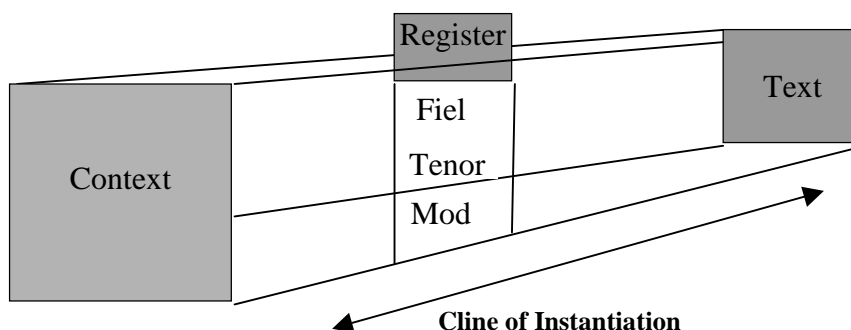 Register
Text
Fiel
Context
Tenor
Mod
Cline of Instantiation